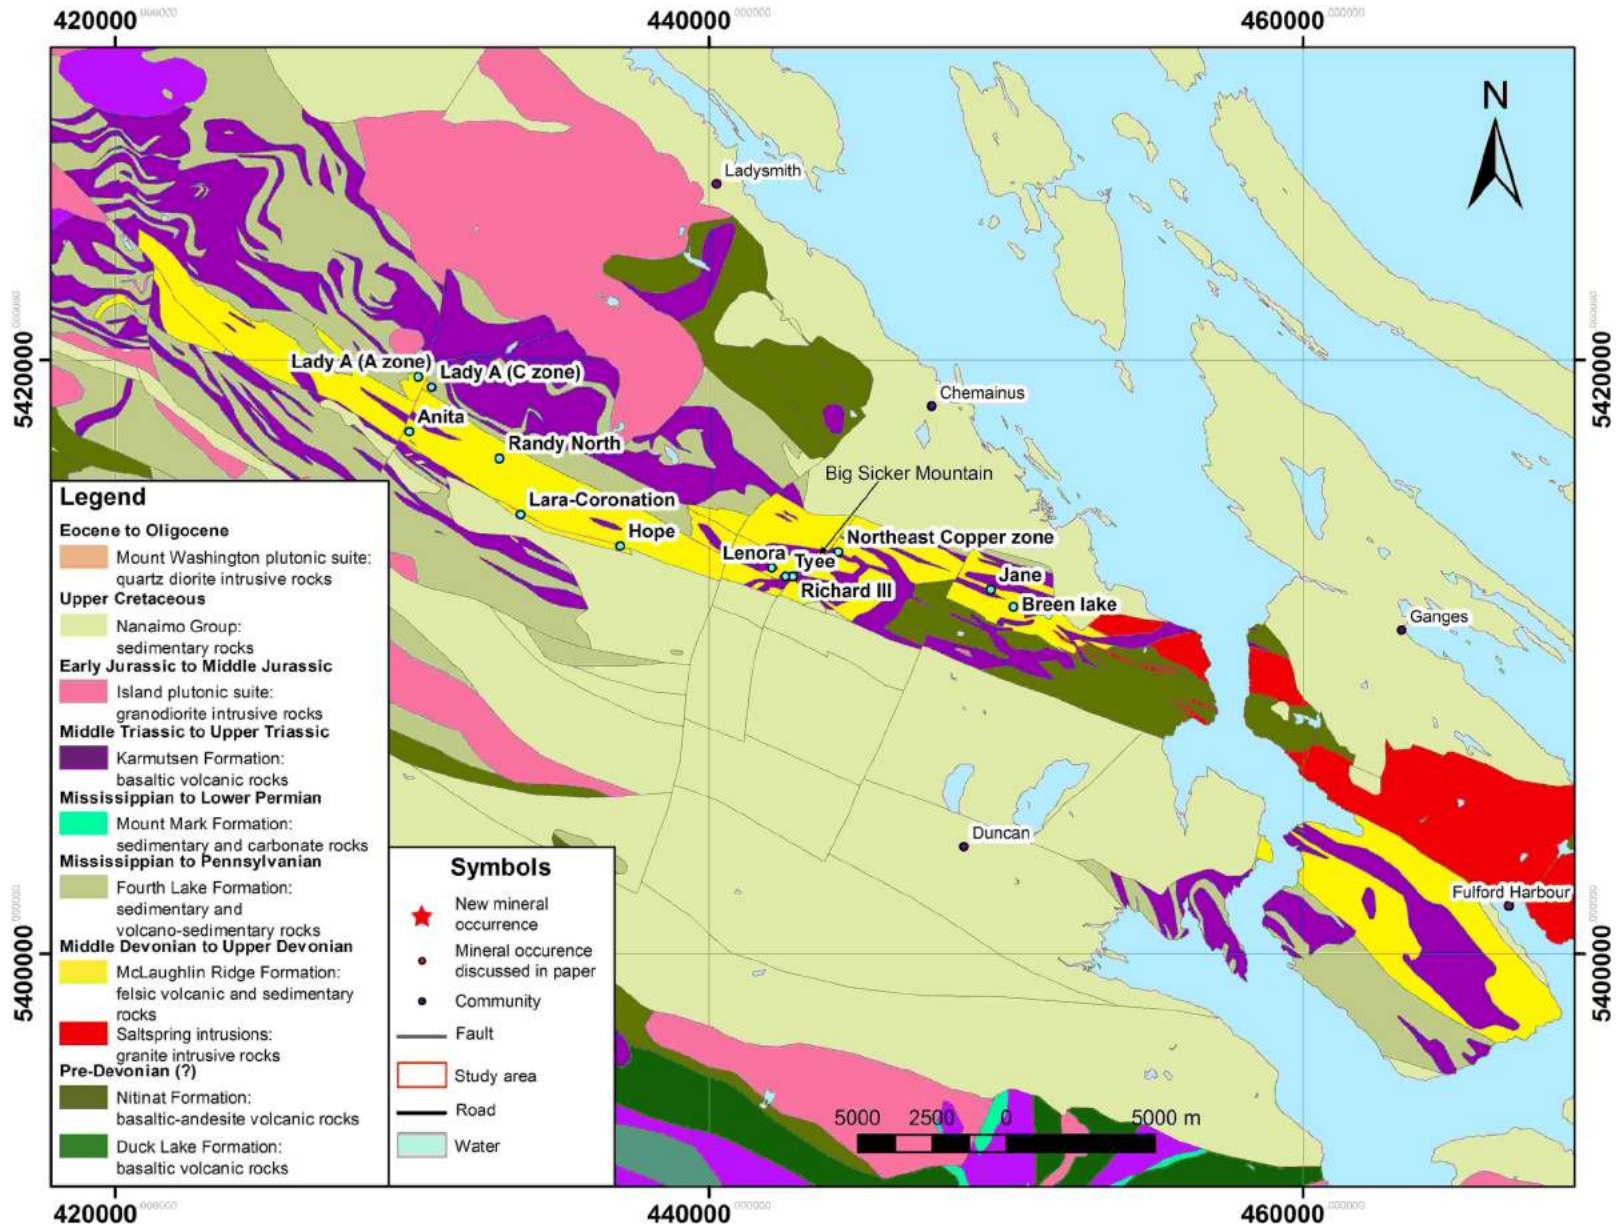 420000
440000
460000
N
Ladysmith
5420000
5420000
Lady A (A zone)
Lady A (C zone)
Chemainus
Anita
Randy North
Big Sicker Mountain
Lara-Coronation
Hope
Northeast Copper zone
Lenora
Tyee
Richard III
Jane
Breen lake
Ganges
Duncan
Fulford Harbour
5400000
5400000
Legend
Eocene to Oligocene
Mount Washington plutonic suite:
quartz diorite intrusive rocks
Upper Cretaceous
Nanaimo Group:
sedimentary rocks
Early Jurassic to Middle Jurassic
Island plutonic suite:
granodiorite intrusive rocks
Middle Triassic to Upper Triassic
Karmutsen Formation:
basaltic volcanic rocks
Mississippian to Lower Permian
Mount Mark Formation:
sedimentary and carbonate rocks
Mississippian to Pennsylvanian
Fourth Lake Formation:
sedimentary and
volcano-sedimentary rocks
Middle Devonian to Upper Devonian
McLaughlin Ridge Formation:
felsic volcanic and sedimentary
rocks
Saltspring intrusions:
granite intrusive rocks
Pre-Devonian (?)
Nitinat Formation:
basaltic-andesite volcanic rocks
Duck Lake Formation:
basaltic volcanic rocks
Symbols
New mineral
occurrence
Mineral occurence
discussed in paper
Community
Fault
Study area
Road
Water
5000 2500 0 5000 m
420000
440000
460000